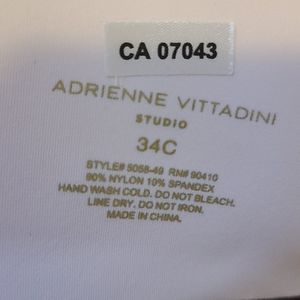 CA 07043
ADRIENNE VITTADINI
STUDIO
34C
STYLE# 5058-49 RN# 90410
90% NYLON 10% SPANDEX
HAND WASH COLD. DO NOT BLEACH.
LINE DRY. DO NOT IRON.
MADE IN CHINA.